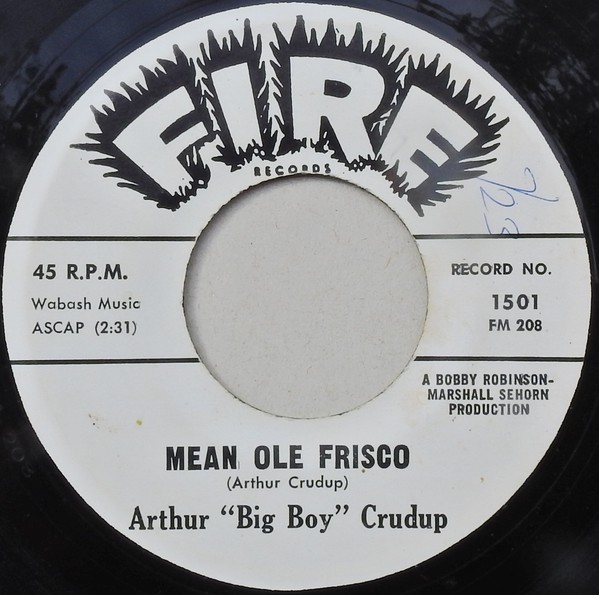 FIRE
RECORDS
45 R.P.M.
Wabash Music
ASCAP (2:31)
RECORD NO.
1501
FM 208
A BOBBY ROBINSON-
MARSHALL SEHORN
PRODUCTION
MEAN OLE FRISCO
(Arthur Crudup)
Arthur "Big Boy" Crudup